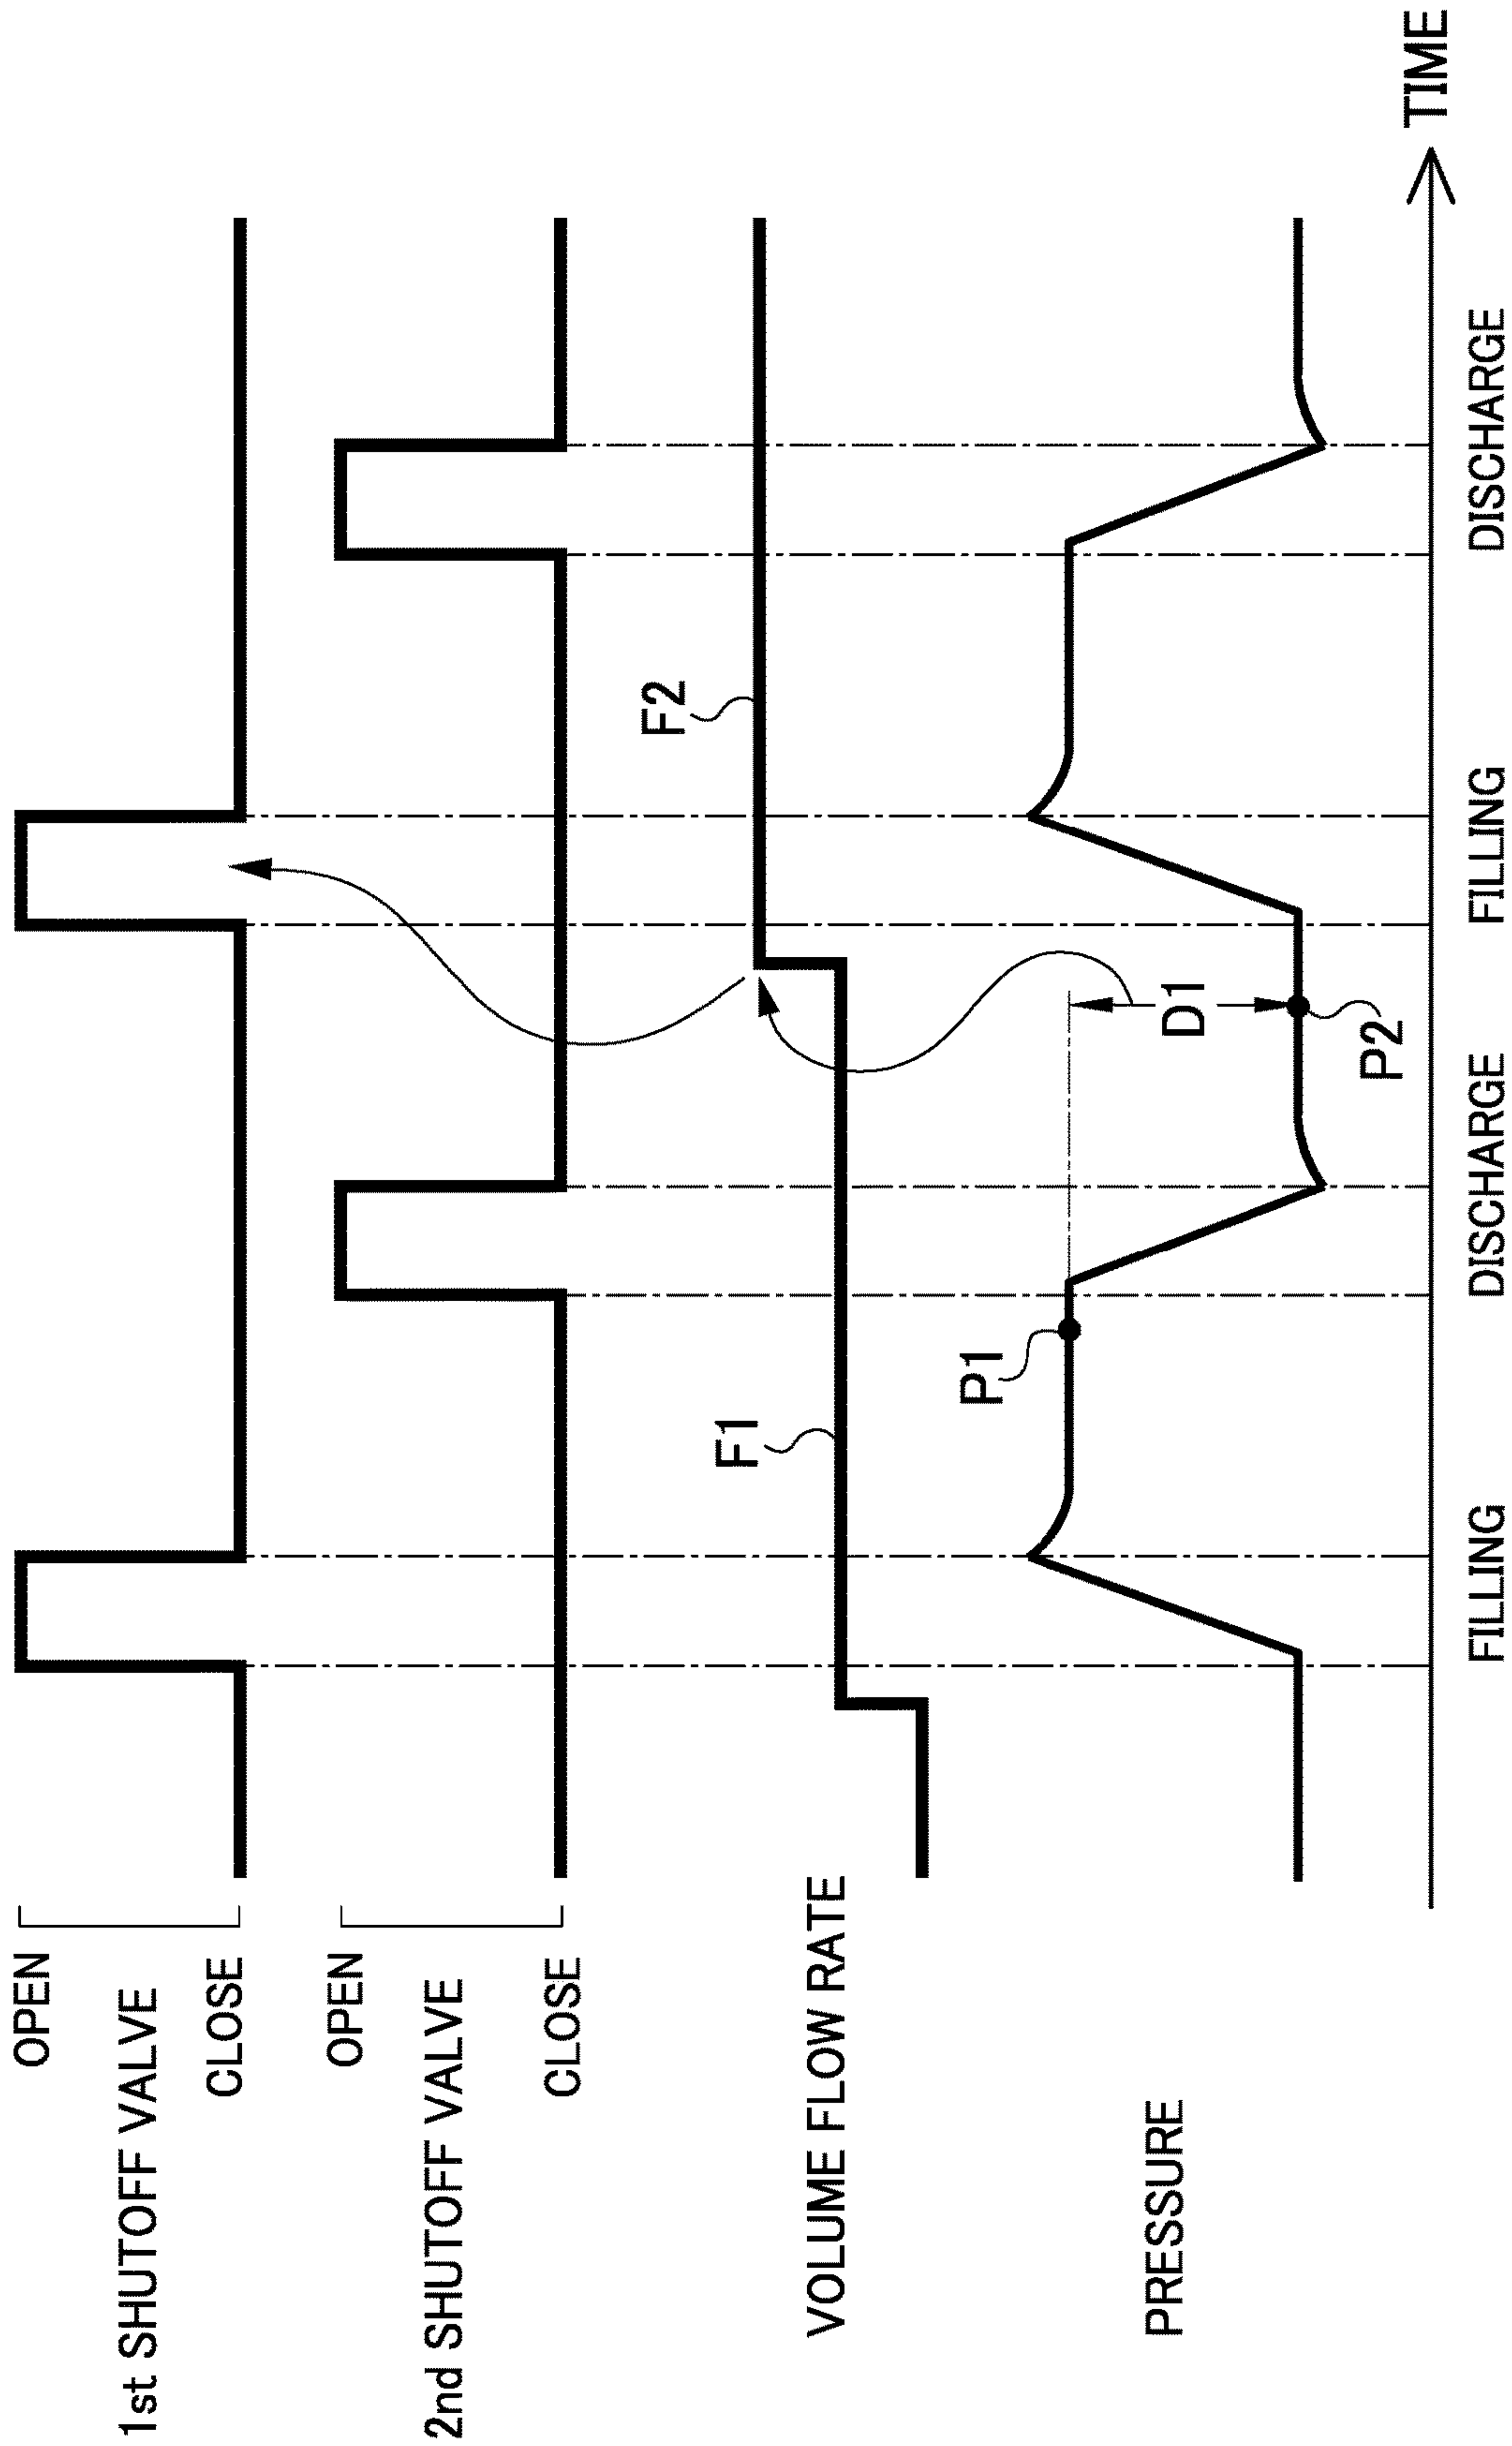 OPEN
1st SHUTOFF VALVE
CLOSE
OPEN
2nd SHUTOFF VALVE
CLOSE
VOLUME FLOW RATE
F1
F2
PRESSURE
P1
D1
P2
TIME
FILLING
DISCHARGE
FILLING
DISCHARGE